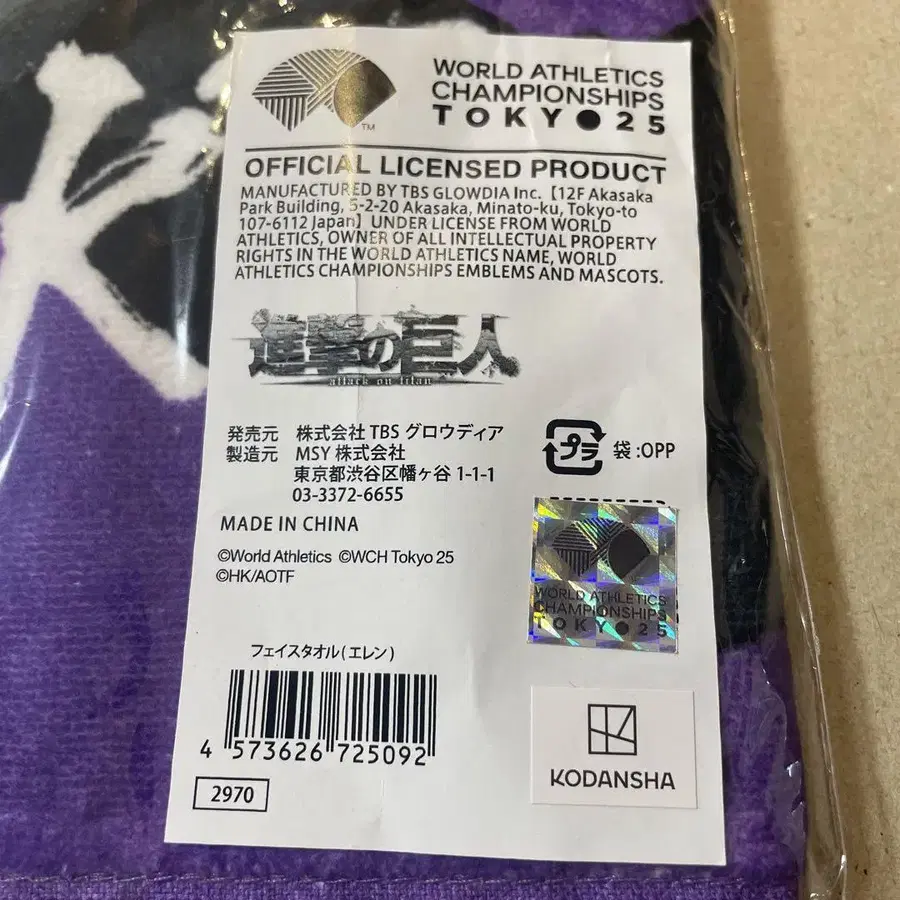 WORLD ATHLETICS
CHAMPIONSHIPS
TOKYO25
TM
OFFICIAL LICENSED PRODUCT
MANUFACTURED BY TBS GLOWDIA Inc.【12F Akasaka
Park Building, 5-2-20 Akasaka, Minato-ku, Tokyo-to
107-6112 Japan】UNDER LICENSE FROM WORLD
ATHLETICS, OWNER OF ALL INTELLECTUAL PROPERTY
RIGHTS IN THE WORLD ATHLETICS NAME, WORLD
ATHLETICS CHAMPIONSHIPS EMBLEMS AND MASCOTS.
進撃の巨人
attack on titan
発売元 株式会社 TBS グロウディア
製造元 MSY 株式会社
東京都渋谷区幡ヶ谷 1-1-1
03-3372-6655
プラ 袋:OPP
MADE IN CHINA
©World Athletics ©WCH Tokyo 25
©HK/AOTF
WORLD ATHLETICS
CHAMPIONSHIPS
TOKYO25
フェイスタオル(エレン)
4 573626 725092
2970
KODANSHA